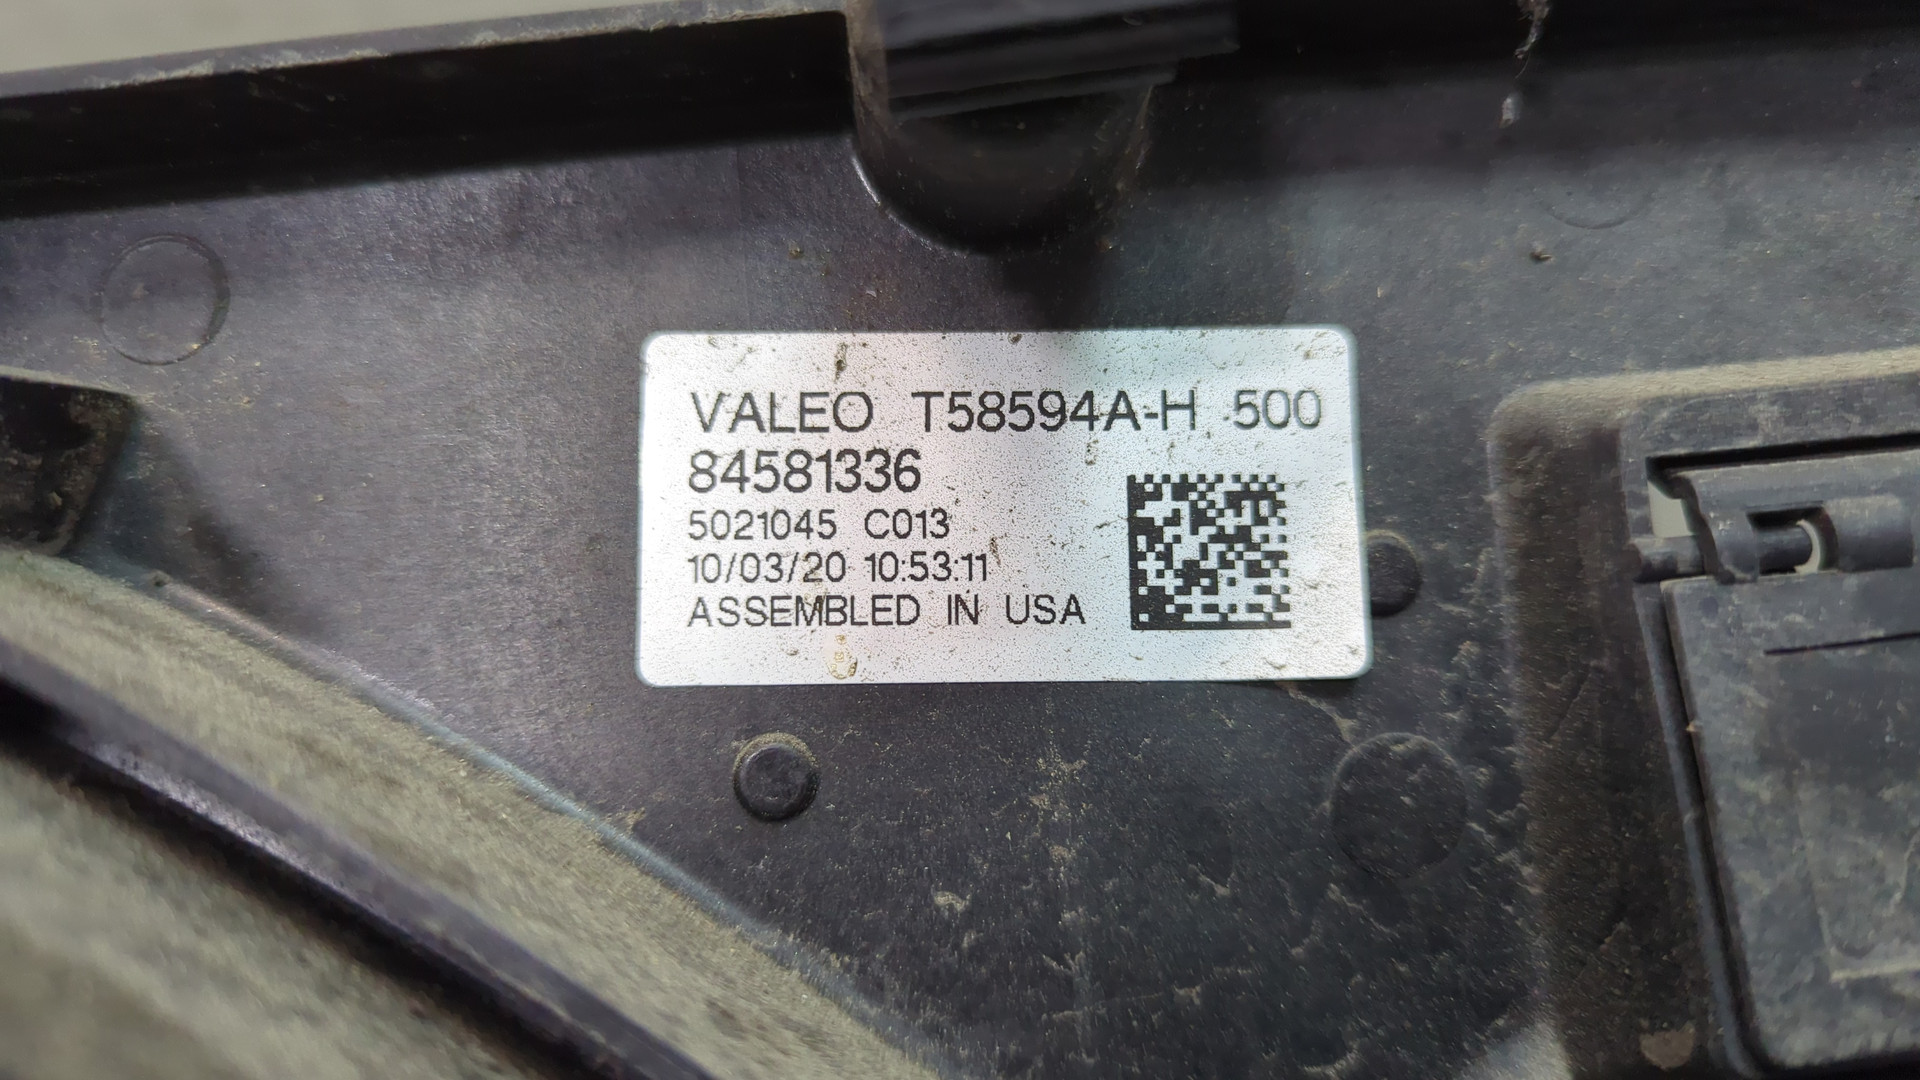 VALEO T58594A-H 500
84581336
5021045 C013
10/03/20 10:53:11
ASSEMBLED IN USA